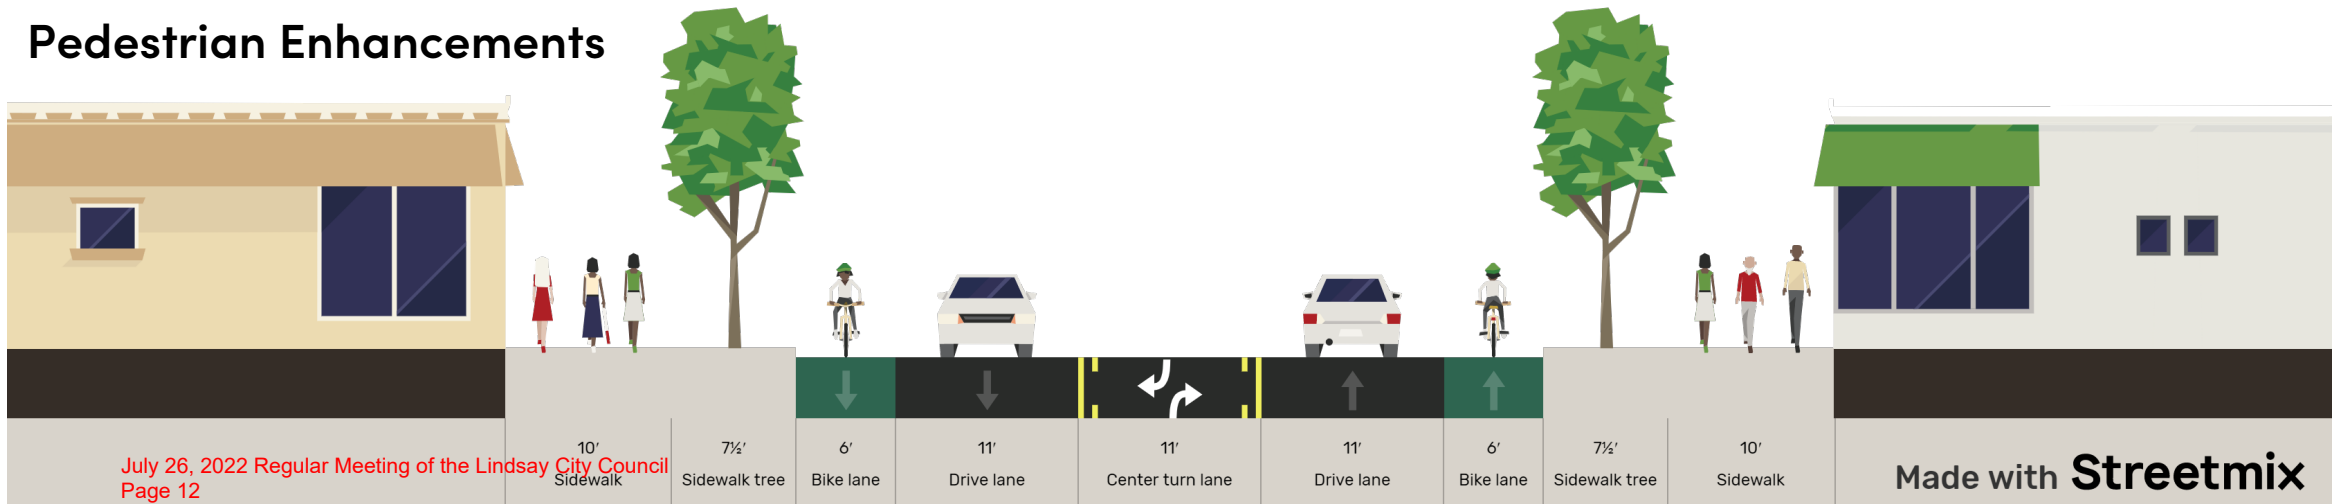 Pedestrian Enhancements
10′ 7½′ 6′ 11′ 11′ 11′ 6′ 7½′ 10′
Sidewalk Sidewalk tree Bike lane Drive lane Center turn lane Drive lane Bike lane Sidewalk tree Sidewalk
July 26, 2022 Regular Meeting of the Lindsay City Council
Page 12
Made with Streetmix